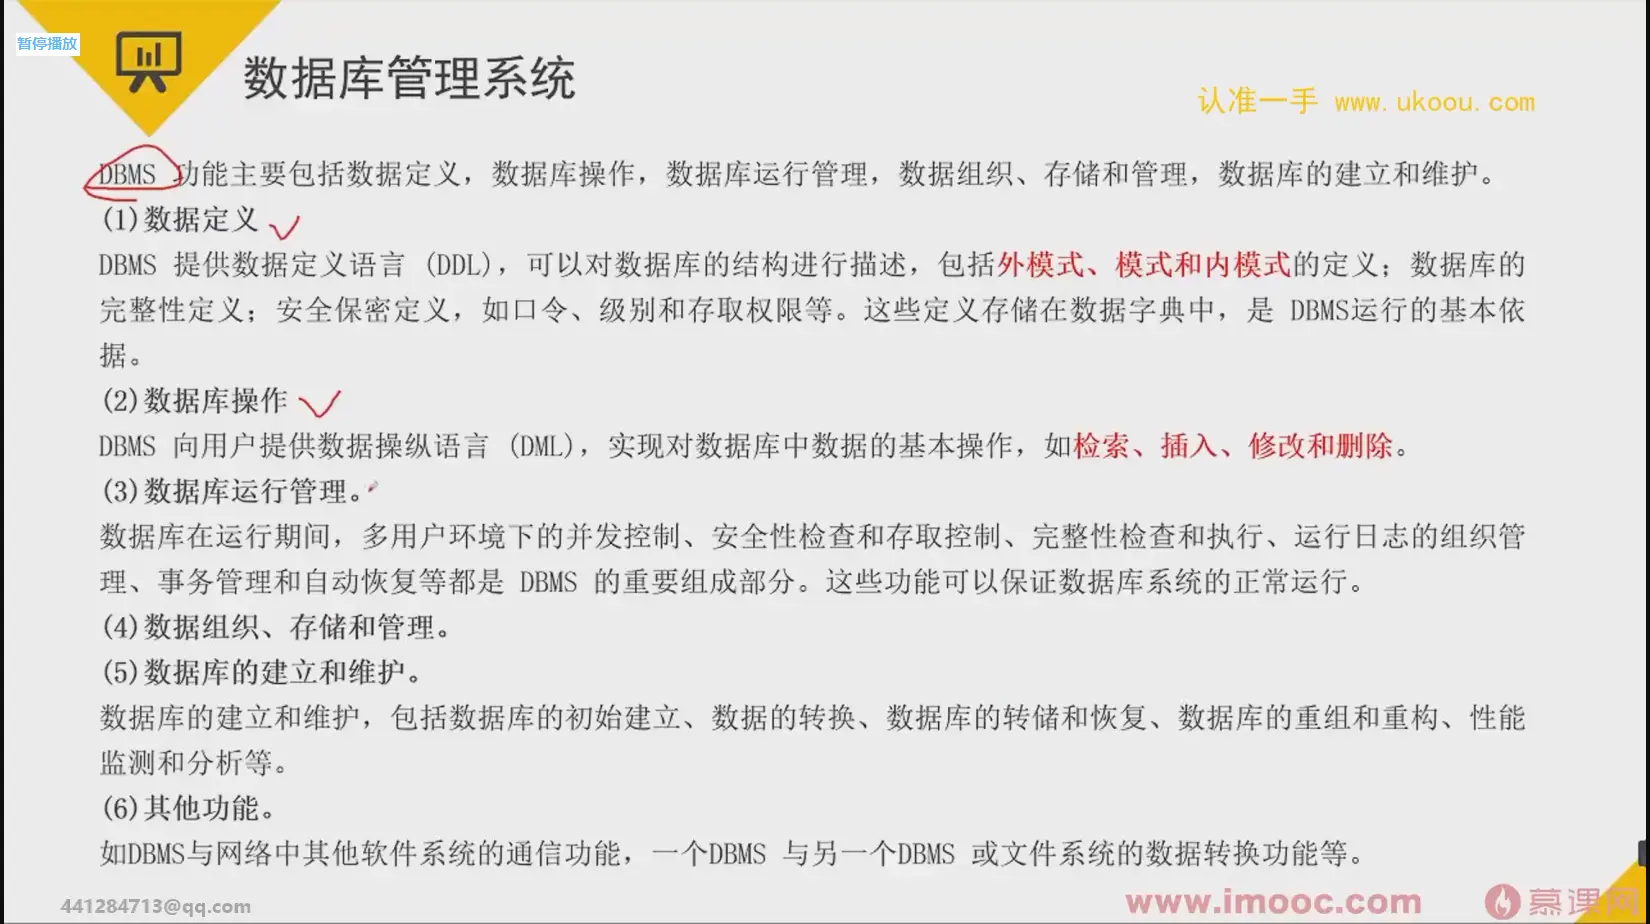 暂停播放
数据库管理系统
认准一手 www.ukoou.com
DBMS 功能主要包括数据定义，数据库操作，数据库运行管理，数据组织、存储和管理，数据库的建立和维护。
(1)数据定义
DBMS 提供数据定义语言 (DDL)，可以对数据库的结构进行描述，包括外模式、模式和内模式的定义；数据库的
完整性定义；安全保密定义，如口令、级别和存取权限等。这些定义存储在数据字典中，是 DBMS运行的基本依
据。
(2)数据库操作
DBMS 向用户提供数据操纵语言 (DML)，实现对数据库中数据的基本操作，如检索、插入、修改和删除。
(3)数据库运行管理。
数据库在运行期间，多用户环境下的并发控制、安全性检查和存取控制、完整性检查和执行、运行日志的组织管
理、事务管理和自动恢复等都是 DBMS 的重要组成部分。这些功能可以保证数据库系统的正常运行。
(4)数据组织、存储和管理。
(5)数据库的建立和维护。
数据库的建立和维护，包括数据库的初始建立、数据的转换、数据库的转储和恢复、数据库的重组和重构、性能
监测和分析等。
(6)其他功能。
如DBMS与网络中其他软件系统的通信功能，一个DBMS 与另一个DBMS 或文件系统的数据转换功能等。
441284713@qq.com
www.imooc.com
慕课网